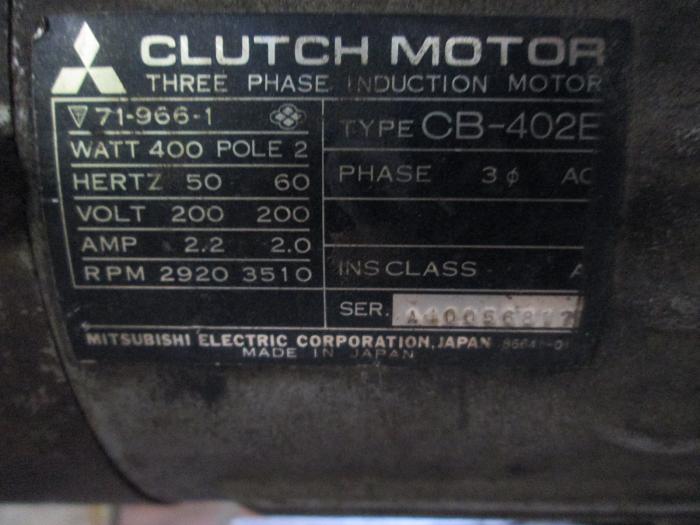 CLUTCH MOTOR
THREE PHASE INDUCTION MOTOR
71-966-1
WATT 400 POLE 2
HERTZ 50 60
VOLT 200 200
AMP 2.2 2.0
RPM 2920 3510
TYPE CB-402E
PHASE 3ϕ AC
INS CLASS A
SER.
MITSUBISHI ELECTRIC CORPORATION, JAPAN
MADE IN JAPAN